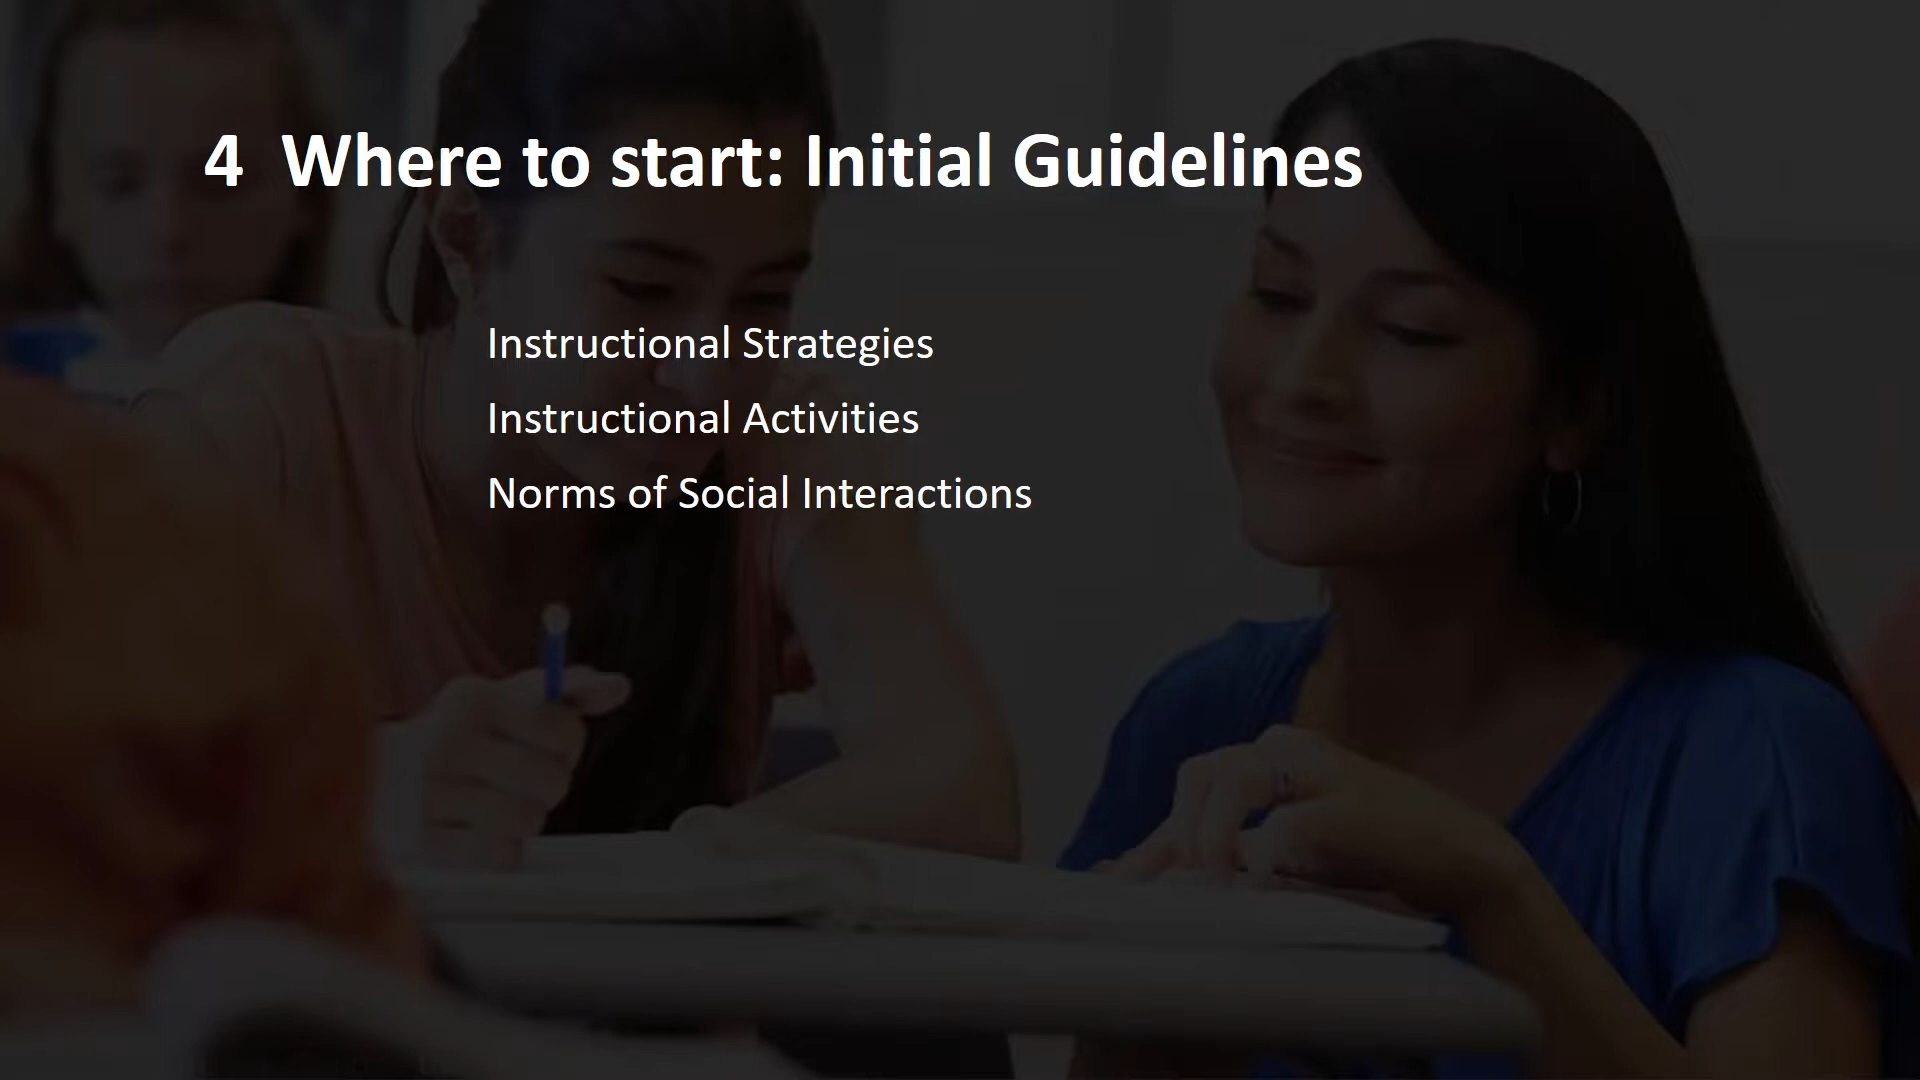 4 Where to start: Initial Guidelines
Instructional Strategies
Instructional Activities
Norms of Social Interactions